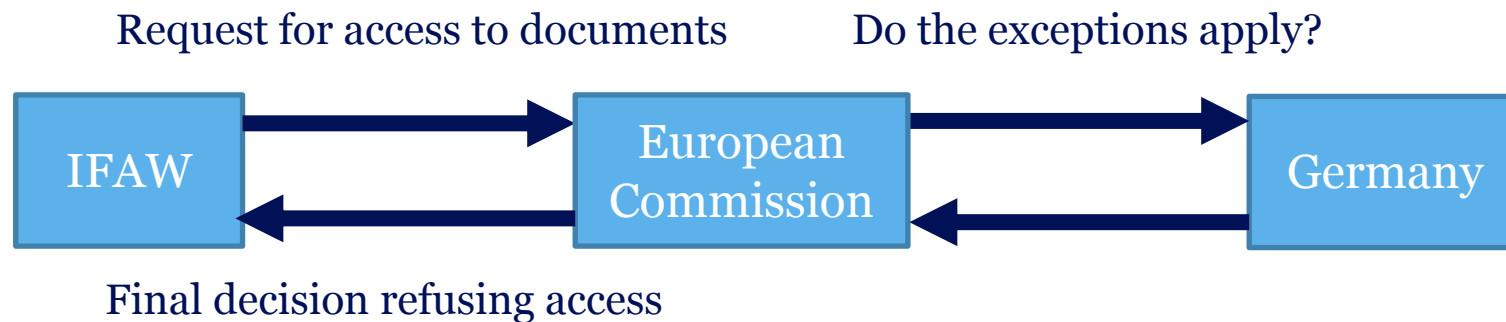 Request for access to documents
Do the exceptions apply?
IFAW
European
Commission
Germany
Final decision refusing access